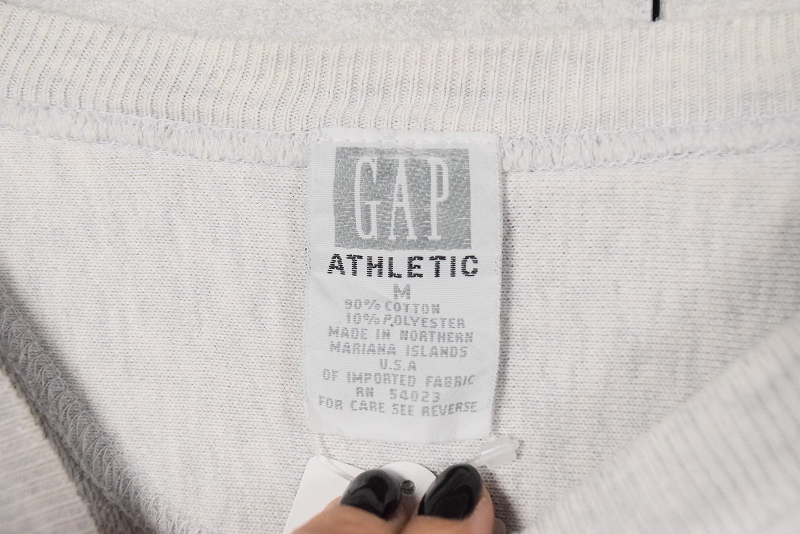 GAP
ATHLETIC
M
90% COTTON
10% POLYESTER
MADE IN NORTHERN
MARIANA ISLANDS
U.S.A
OF IMPORTED FABRIC
RN 54023
FOR CARE SEE REVERSE